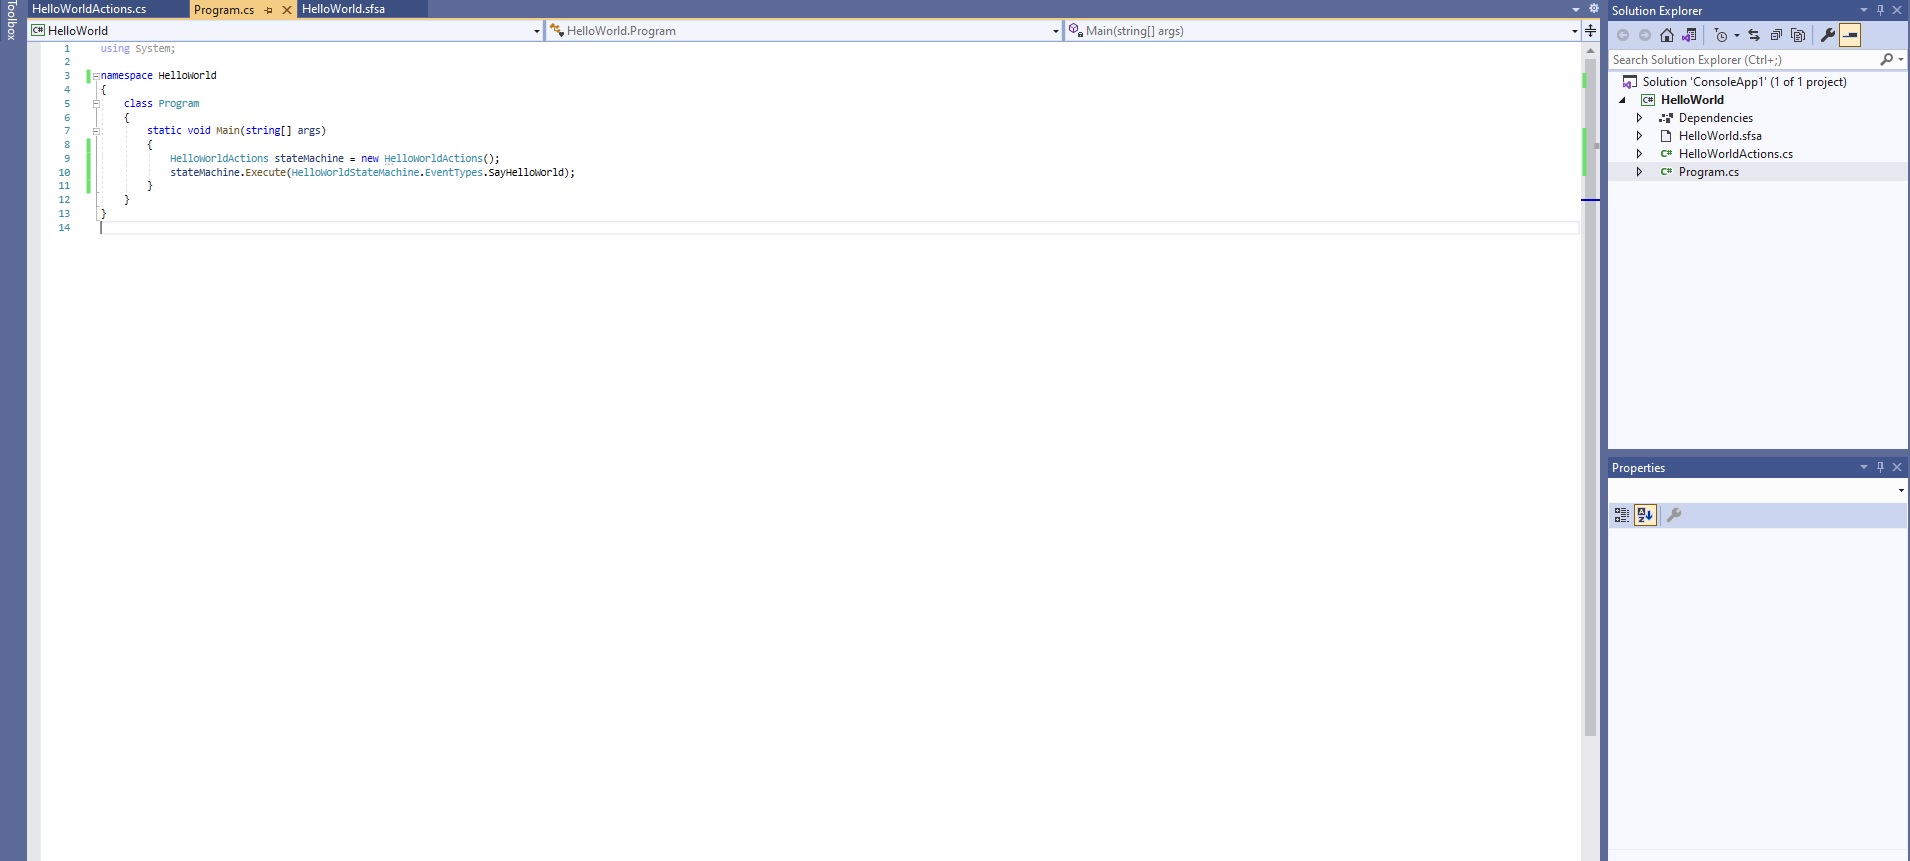 Toolbox
HelloWorldActions.cs
Program.cs
HelloWorld.sfsa
C# HelloWorld
HelloWorld.Program
Main(string[] args)
1 using System;
2
3 namespace HelloWorld
4 {
5 class Program
6 {
7 static void Main(string[] args)
8 {
9 HelloWorldActions stateMachine = new HelloWorldActions();
10 stateMachine.Execute(HelloWorldStateMachine.EventTypes.SayHelloWorld);
11 }
12 }
13 }
14
Solution Explorer
Search Solution Explorer (Ctrl+;)
Solution 'ConsoleApp1' (1 of 1 project)
C# HelloWorld
Dependencies
HelloWorld.sfsa
C# HelloWorldActions.cs
C# Program.cs
Properties
A
Z